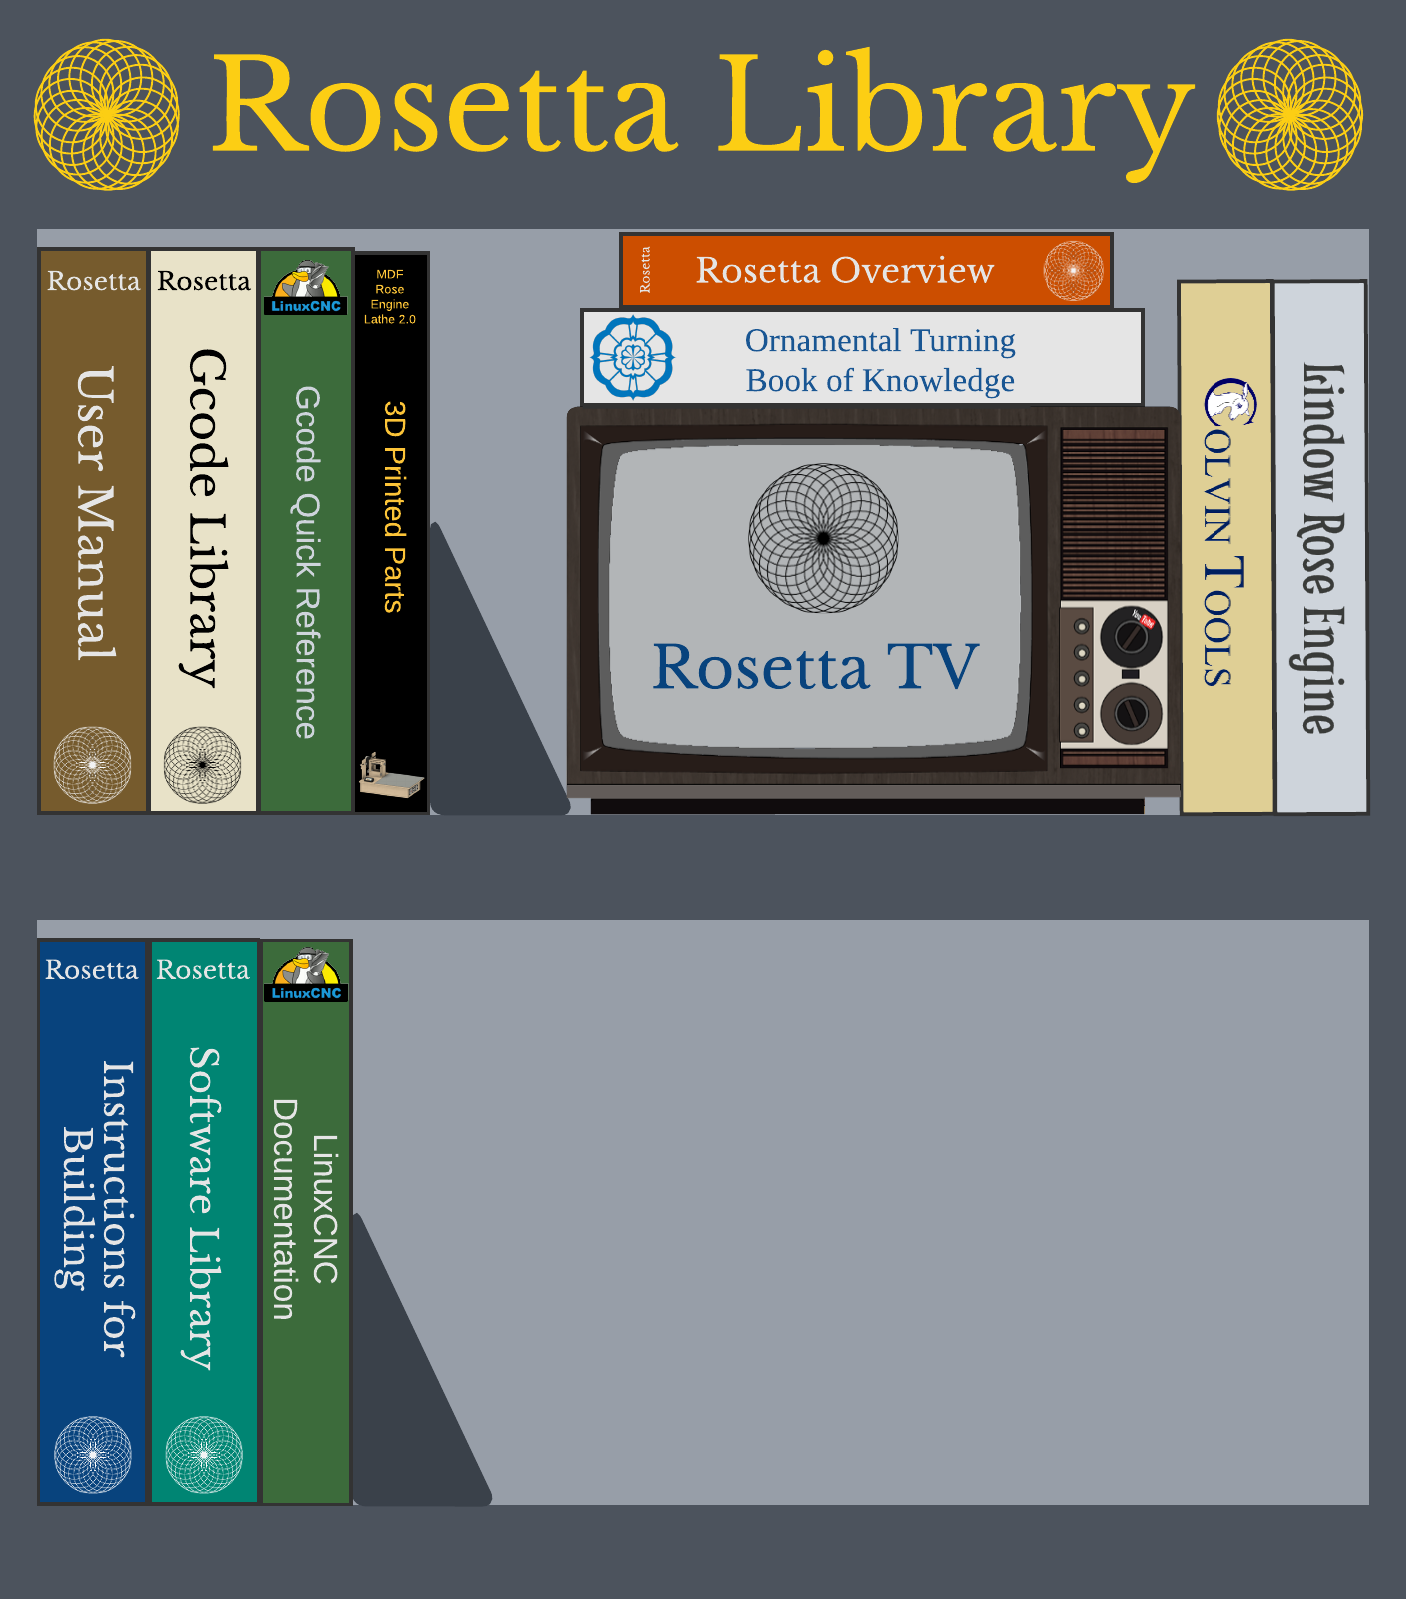 Rosetta Library
Rosetta
User Manual
Rosetta
Gcode Library
LinuxCNC
Gcode Quick Reference
MDF
Rose
Engine
Lathe 2.0
3D Printed Parts
Rosetta
Rosetta Overview
Ornamental Turning
Book of Knowledge
Rosetta TV
YouTube
COLVIN TOOLS
Lindow Rose Engine
Rosetta
Instructions for
Building
Rosetta
Software Library
LinuxCNC
LinuxCNC
Documentation